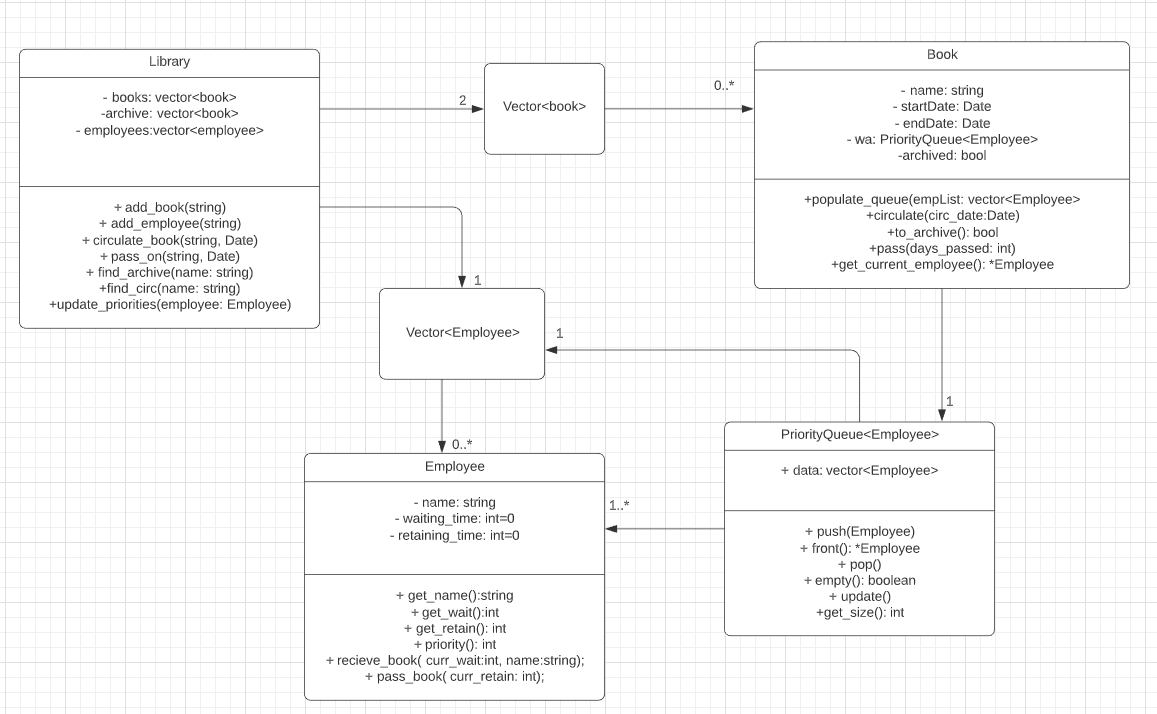 Library
- books: vector<book>
-archive: vector<book>
- employees:vector<employee>
+ add_book(string)
+ add_employee(string)
+ circulate_book(string, Date)
+ pass_on(string, Date)
+ find_archive(name: string)
+find_circ(name: string)
+update_priorities(employee: Employee)
2
Vector<book>
0..*
Book
- name: string
- startDate: Date
- endDate: Date
- wa: PriorityQueue<Employee>
-archived: bool
+populate_queue(empList: vector<Employee>
+circulate(circ_date:Date)
+to_archive(): bool
+pass(days_passed: int)
+get_current_employee(): *Employee
1
Vector<Employee>
1
1
0..*
Employee
- name: string
- waiting_time: int=0
- retaining_time: int=0
+ get_name():string
+ get_wait():int
+ get_retain(): int
+ priority(): int
+ recieve_book( curr_wait:int, name:string);
+ pass_book( curr_retain: int);
1..*
PriorityQueue<Employee>
+ data: vector<Employee>
+ push(Employee)
+ front(): *Employee
+ pop()
+ empty(): boolean
+ update()
+get_size(): int